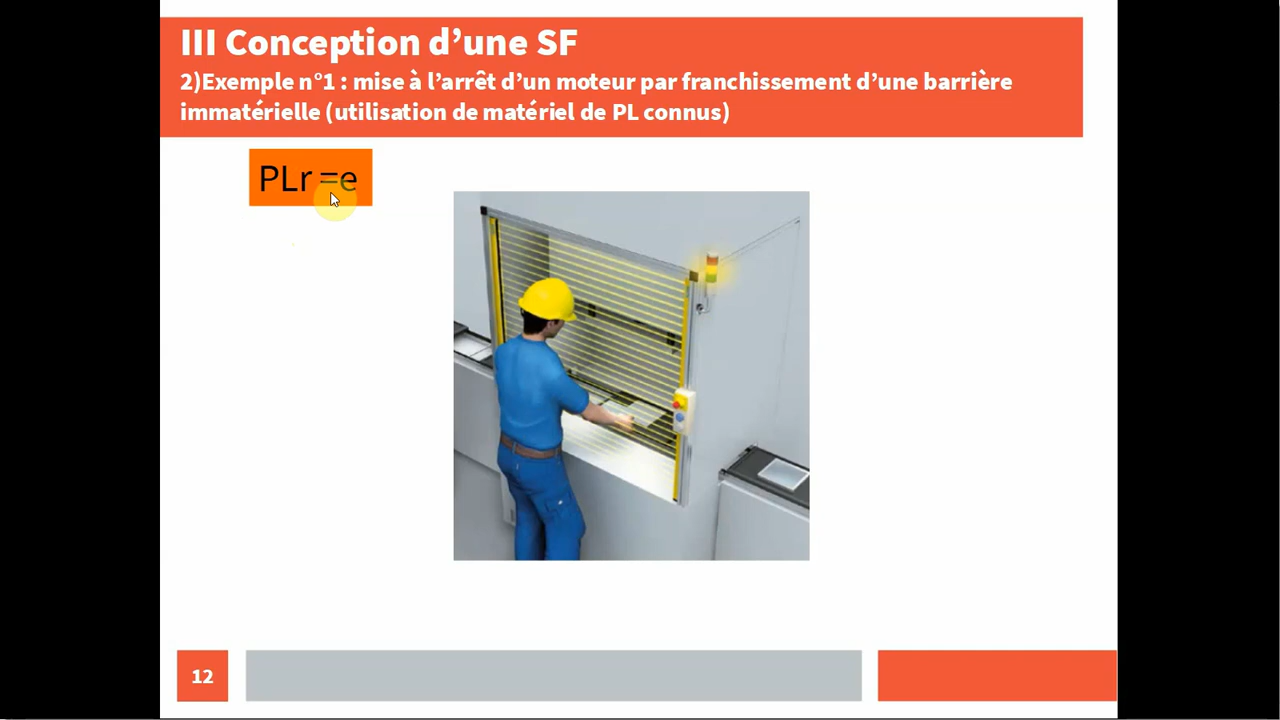 III Conception d’une SF
2)Exemple n°1 : mise à l’arrêt d’un moteur par franchissement d’une barrière
immatérielle (utilisation de matériel de PL connus)
PLr =e
12